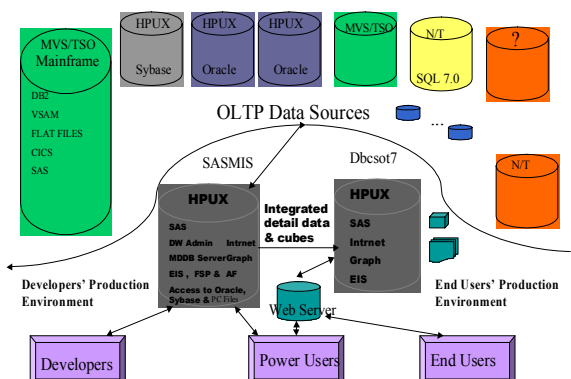 MVS/TSO
Mainframe
DB2
VSAM
FLAT FILES
CICS
SAS
HPUX
Sybase
HPUX
Oracle
HPUX
Oracle
MVS/TSO
N/T
SQL 7.0
?
OLTP Data Sources
...
N/T
SASMIS
Dbcsot7
HPUX
SAS
DW Admin Intrnet
MDDB ServerGraph
EIS , FSP & AF
Access to Oracle,
Sybase & PC Files
Integrated
detail data
& cubes
HPUX
SAS
Intrnet
Graph
EIS
Developers' Production
Environment
End Users' Production
Environment
Web Server
Developers
Power Users
End Users